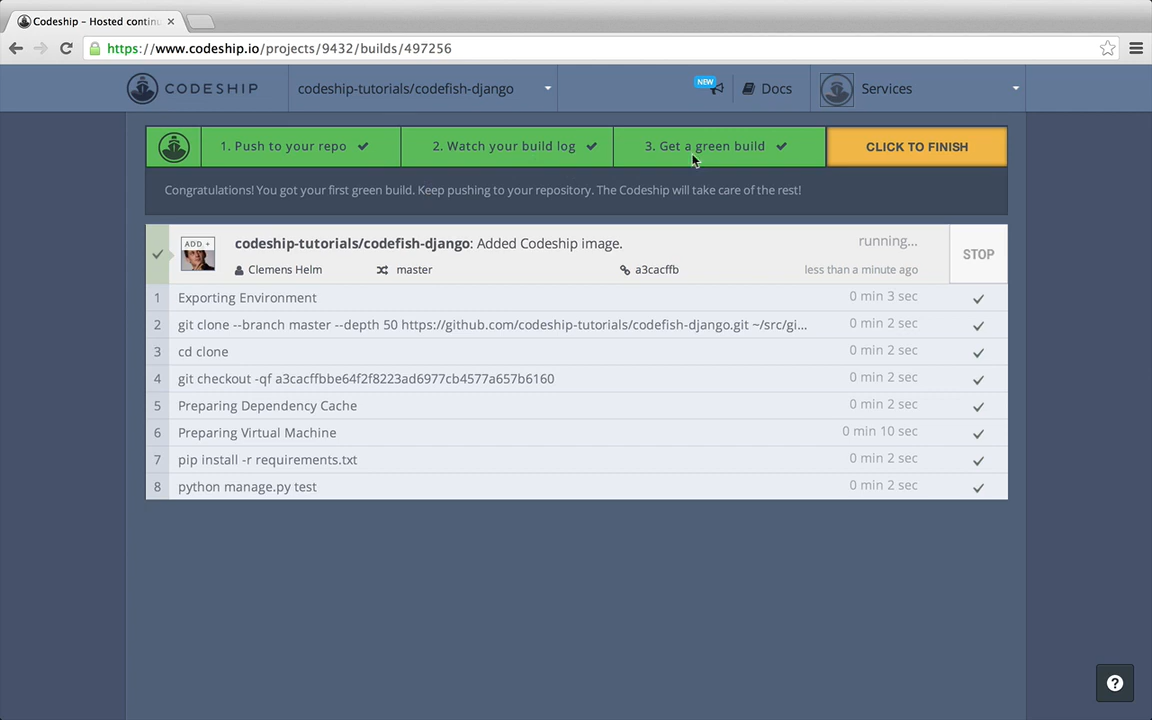 Codeship – Hosted contin
https://www.codeship.io/projects/9432/builds/497256
CODESHIP
codeship-tutorials/codefish-django
NEW
Docs
Services
1. Push to your repo
2. Watch your build log
3. Get a green build
CLICK TO FINISH
Congratulations! You got your first green build. Keep pushing to your repository. The Codeship will take care of the rest!
ADD +
codeship-tutorials/codefish-django: Added Codeship image.
running...
STOP
Clemens Helm
master
a3cacffb
less than a minute ago
1 Exporting Environment 0 min 3 sec
2 git clone --branch master --depth 50 https://github.com/codeship-tutorials/codefish-django.git ~/src/gi... 0 min 2 sec
3 cd clone 0 min 2 sec
4 git checkout -qf a3cacffbbe64f2f8223ad6977cb4577a657b6160 0 min 2 sec
5 Preparing Dependency Cache 0 min 2 sec
6 Preparing Virtual Machine 0 min 10 sec
7 pip install -r requirements.txt 0 min 2 sec
8 python manage.py test 0 min 2 sec
?